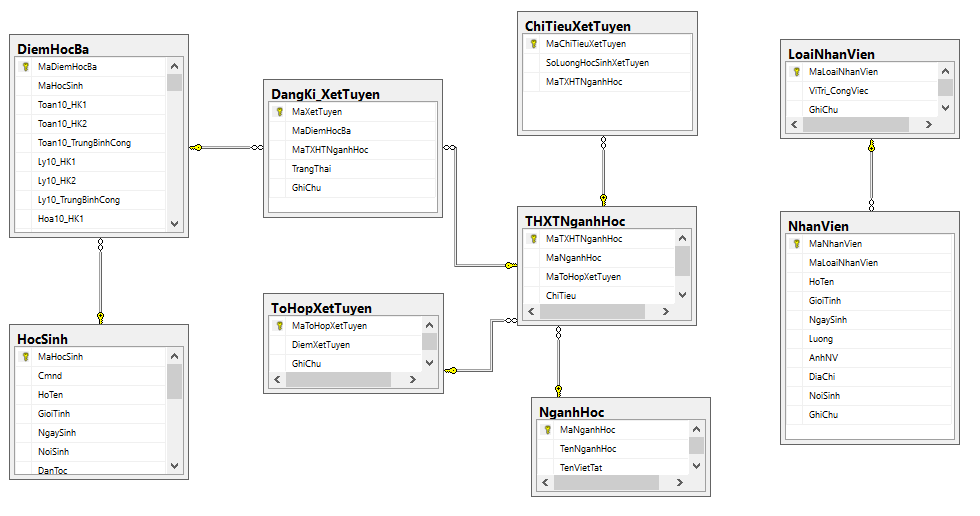 DiemHocBa
MaDiemHocBa
MaHocSinh
Toan10_HK1
Toan10_HK2
Toan10_TrungBinhCong
Ly10_HK1
Ly10_HK2
Ly10_TrungBinhCong
Hoa10_HK1
HocSinh
MaHocSinh
Cmnd
HoTen
GioiTinh
NgaySinh
NoiSinh
DanToc
DangKi_XetTuyen
MaXetTuyen
MaDiemHocBa
MaTXHTNganhHoc
TrangThai
GhiChu
ToHopXetTuyen
MaToHopXetTuyen
DiemXetTuyen
GhiChu
ChiTieuXetTuyen
MaChiTieuXetTuyen
SoLuongHocSinhXetTuyen
MaTXHTNganhHoc
THXTNganhHoc
MaTXHTNganhHoc
MaNganhHoc
MaToHopXetTuyen
ChiTieu
NganhHoc
MaNganhHoc
TenNganhHoc
TenVietTat
LoaiNhanVien
MaLoaiNhanVien
ViTri_CongViec
GhiChu
NhanVien
MaNhanVien
MaLoaiNhanVien
HoTen
GioiTinh
NgaySinh
Luong
AnhNV
DiaChi
NoiSinh
GhiChu